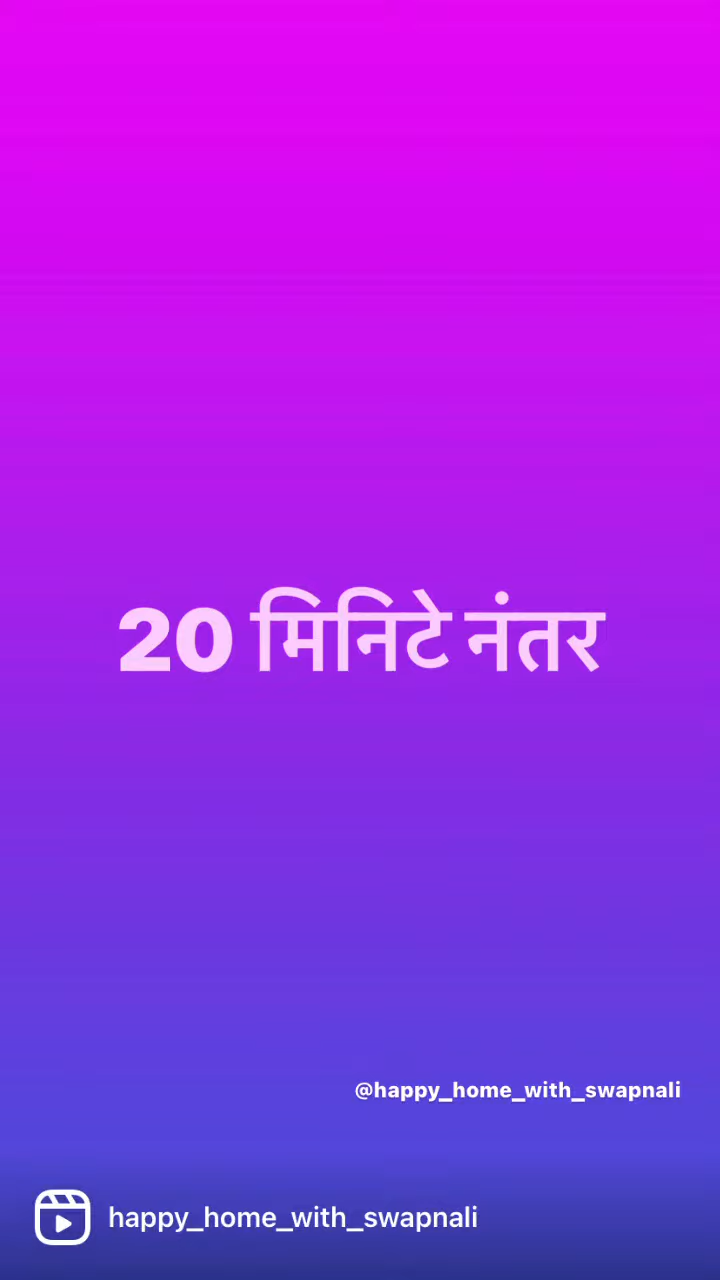 20 मिनिटे नंतर
@happy_home_with_swapnali
happy_home_with_swapnali